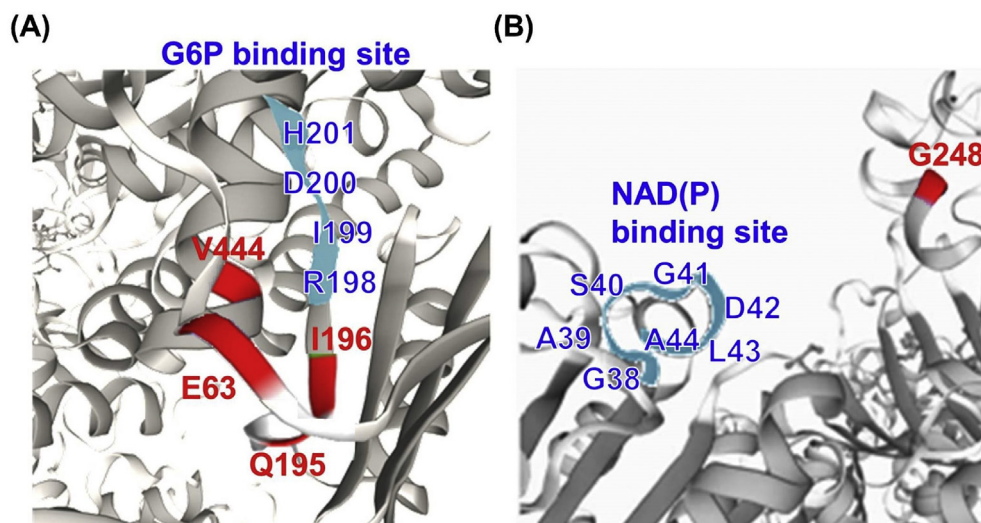 (A)
G6P binding site
H201
D200
I199
V444
R198
I196
E63
Q195
(B)
G248
NAD(P)
binding site
S40
G41
D42
A39
A44
L43
G38